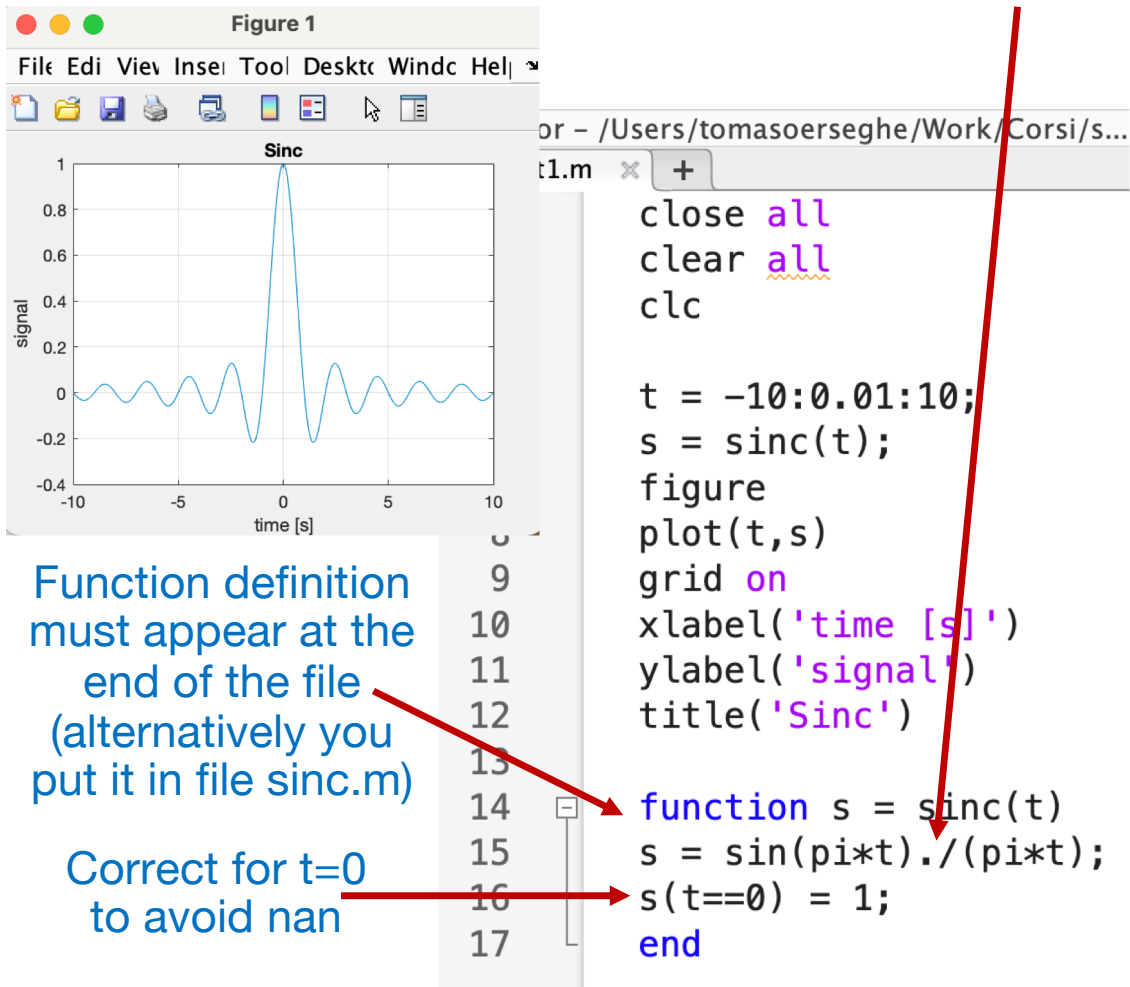 Figure 1
File Edi Viev Inser Tool Desktc Windc Help
Sinc
1
0.8
0.6
0.4
0.2
0
-0.2
-0.4
signal
-10
-5
0
5
10
time [s]
or – /Users/tomasoerseghe/Work/Corsi/s...
t1.m
close all
clear all
clc
t = -10:0.01:10;
s = sinc(t);
figure
plot(t,s)
9 grid on
10 xlabel('time [s]')
11 ylabel('signal')
12 title('Sinc')
13
14 function s = sinc(t)
15 s = sin(pi*t)./(pi*t);
16 s(t==0) = 1;
17 end
Function definition
must appear at the
end of the file
(alternatively you
put it in file sinc.m)
Correct for t=0
to avoid nan